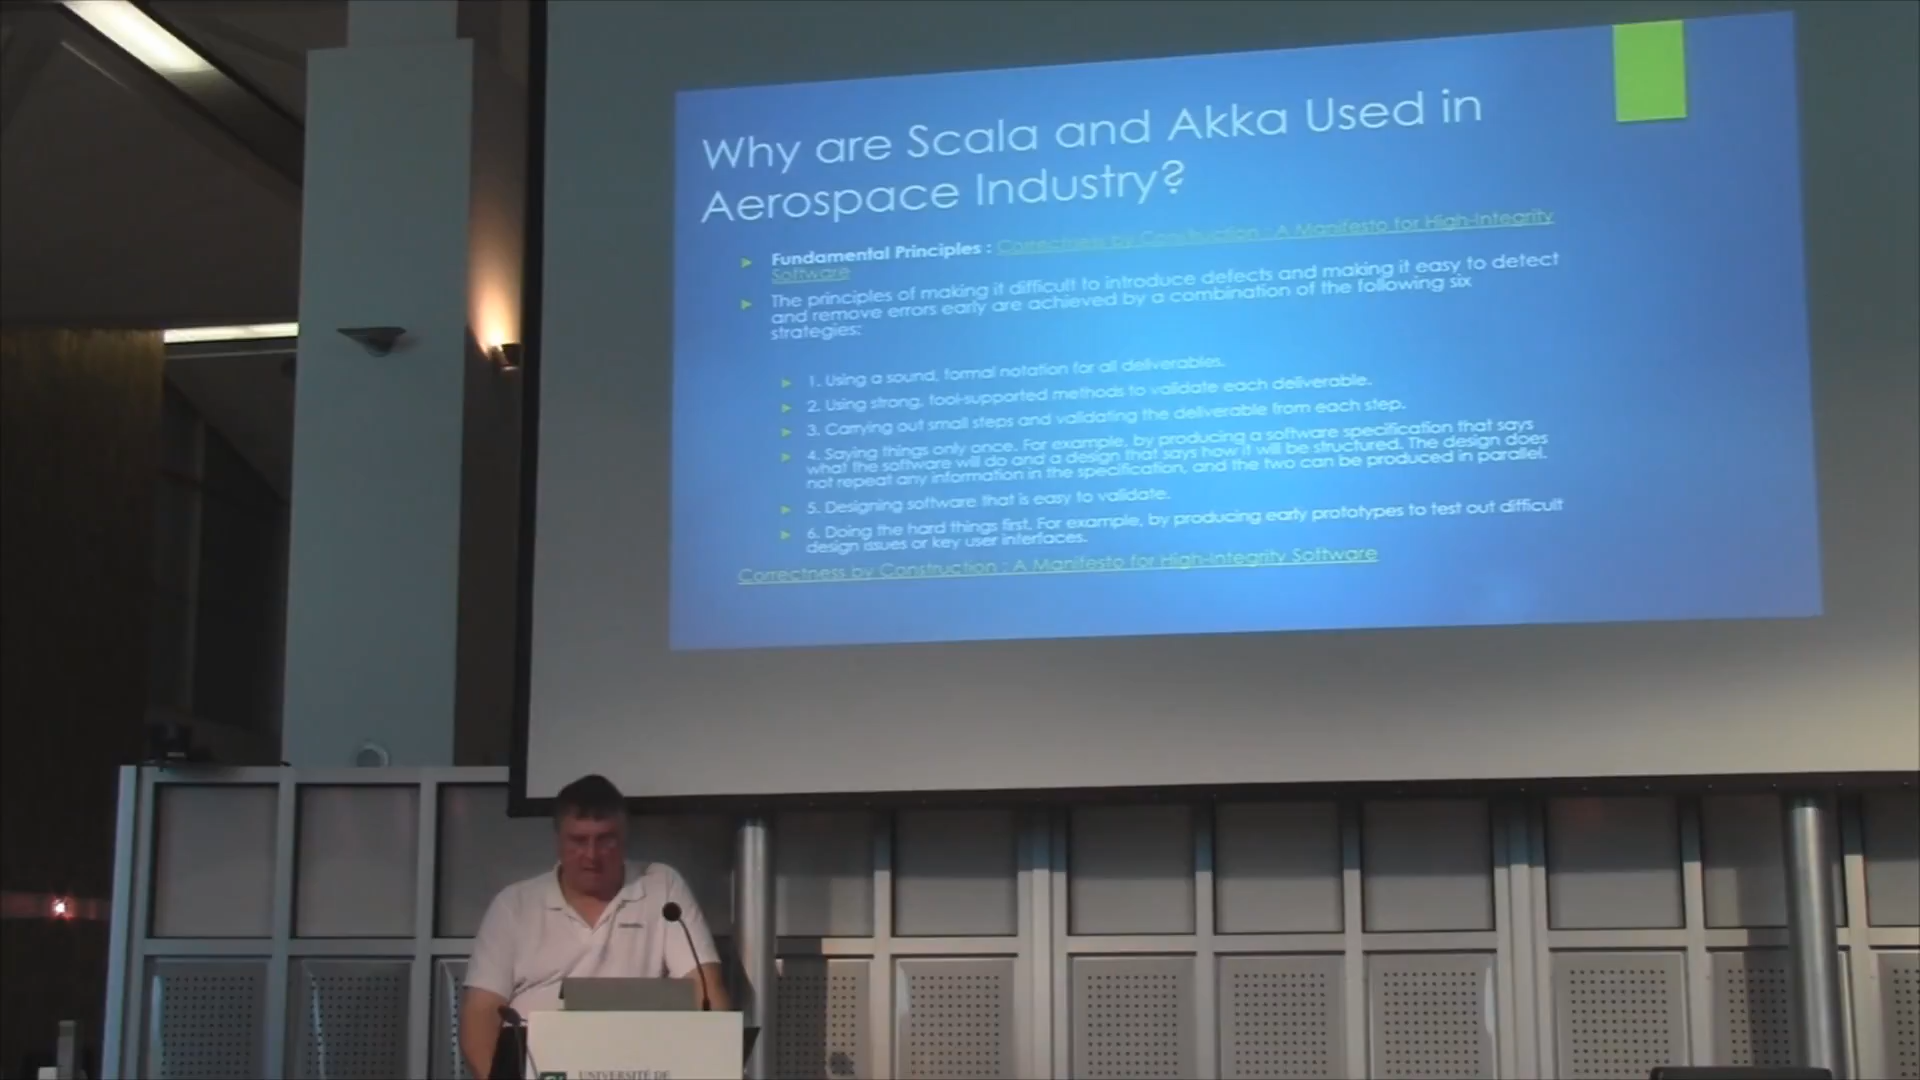 Why are Scala and Akka Used in
Aerospace Industry?
Fundamental Principles : Correctness by Construction : A Manifesto for High-Integrity
Software
The principles of making it difficult to introduce defects and making it easy to detect
and remove errors early are achieved by a combination of the following six
strategies:
1. Using a sound, formal notation for all deliverables.
2. Using strong, tool-supported methods to validate each deliverable.
3. Carrying out small steps and validating the deliverable from each step.
4. Saying things only once. For example, by producing a software specification that says
what the software will do and a design that says how it will be structured. The design does
not repeat any information in the specification, and the two can be produced in parallel.
5. Designing software that is easy to validate.
6. Doing the hard things first. For example, by producing early prototypes to test out difficult
design issues or key user interfaces.
Correctness by Construction : A Manifesto for High-Integrity Software
UNIVERSITÉ DE